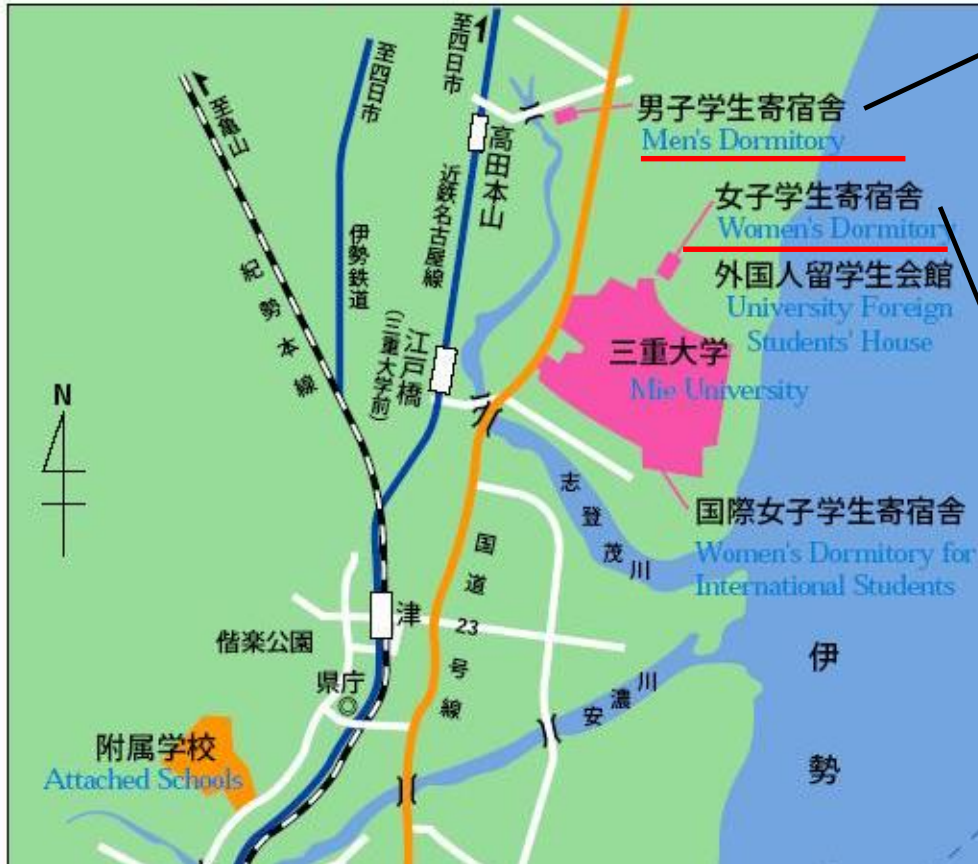 至亀山
至四日市
至四日市
高田本山
近鉄名古屋線
伊勢鉄道
紀勢本線
江戸橋
(三重大学前)
男子学生寄宿舎
Men's Dormitory
女子学生寄宿舎
Women's Dormitory
外国人留学生会館
University Foreign
Students' House
三重大学
Mie University
N
志登茂川
国際女子学生寄宿舎
Women's Dormitory for
International Students
国道23号線
津
偕楽公園
県庁
安濃川
附属学校
Attached Schools
伊勢